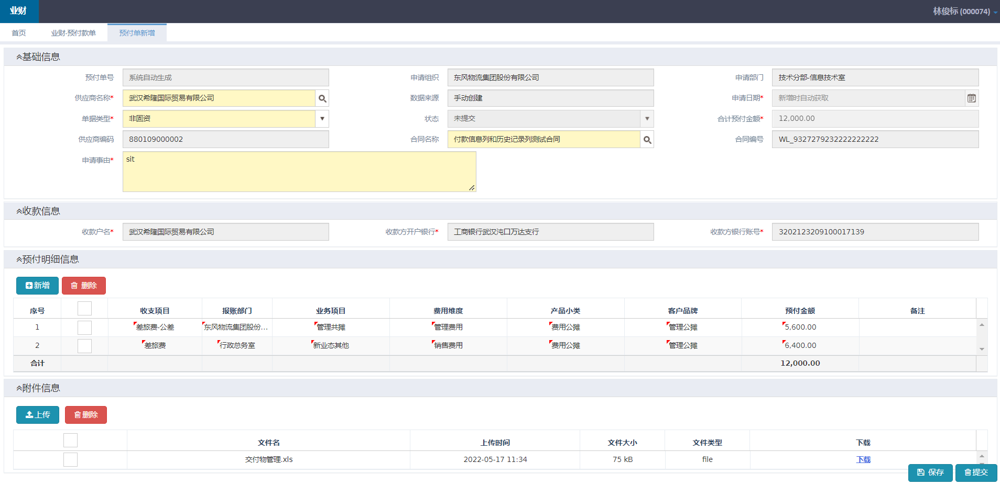 业财
林俊标 (000074)
首页 业财-预付款单 预付单新增
基础信息
预付单号 系统自动生成 申请组织 东风物流集团股份有限公司 申请部门 技术分部-信息技术室
供应商名称* 武汉希隆国际贸易有限公司 数据来源 手动创建 申请日期* 新增时自动获取
单据类型* 非固资 状态 未提交 合计预付金额* 12,000.00
供应商编码 880109000002 合同名称 付款信息列和历史记录列测试合同 合同编号 WL_9327279232222222222
申请事由* sit
收款信息
收款户名* 武汉希隆国际贸易有限公司 收款方开户银行* 工商银行武汉沌口万达支行 收款方银行账号* 3202123209100017139
预付明细信息
新增 删除
序号 收支项目 报账部门 业务项目 费用维度 产品小类 客户品牌 预付金额 备注
1 差旅费-公差 东风物流集团股份... 管理共摊 管理费用 费用公摊 管理公摊 5,600.00
2 差旅费 行政总务室 新业态其他 销售费用 费用公摊 管理公摊 6,400.00
合计 12,000.00
附件信息
上传 删除
文件名 上传时间 文件大小 文件类型 下载
交付物管理.xls 2022-05-17 11:34 75 kB file 下载
保存 提交